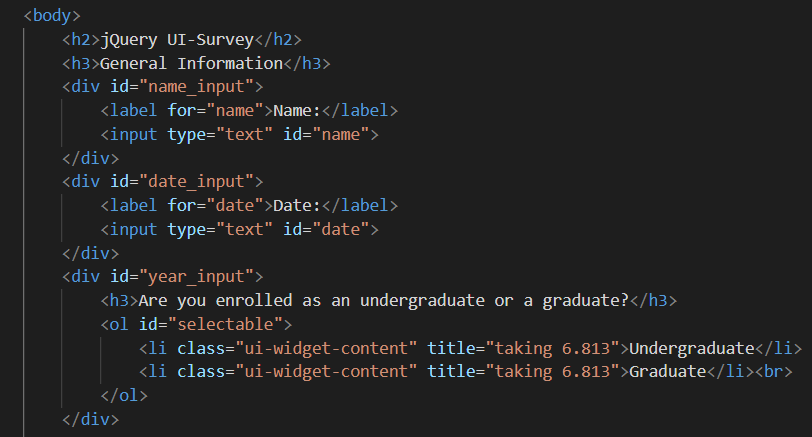 <body>
<h2>jQuery UI-Survey</h2>
<h3>General Information</h3>
<div id="name_input">
<label for="name">Name:</label>
<input type="text" id="name">
</div>
<div id="date_input">
<label for="date">Date:</label>
<input type="text" id="date">
</div>
<div id="year_input">
<h3>Are you enrolled as an undergraduate or a graduate?</h3>
<ol id="selectable">
<li class="ui-widget-content" title="taking 6.813">Undergraduate</li>
<li class="ui-widget-content" title="taking 6.813">Graduate</li><br>
</ol>
</div>